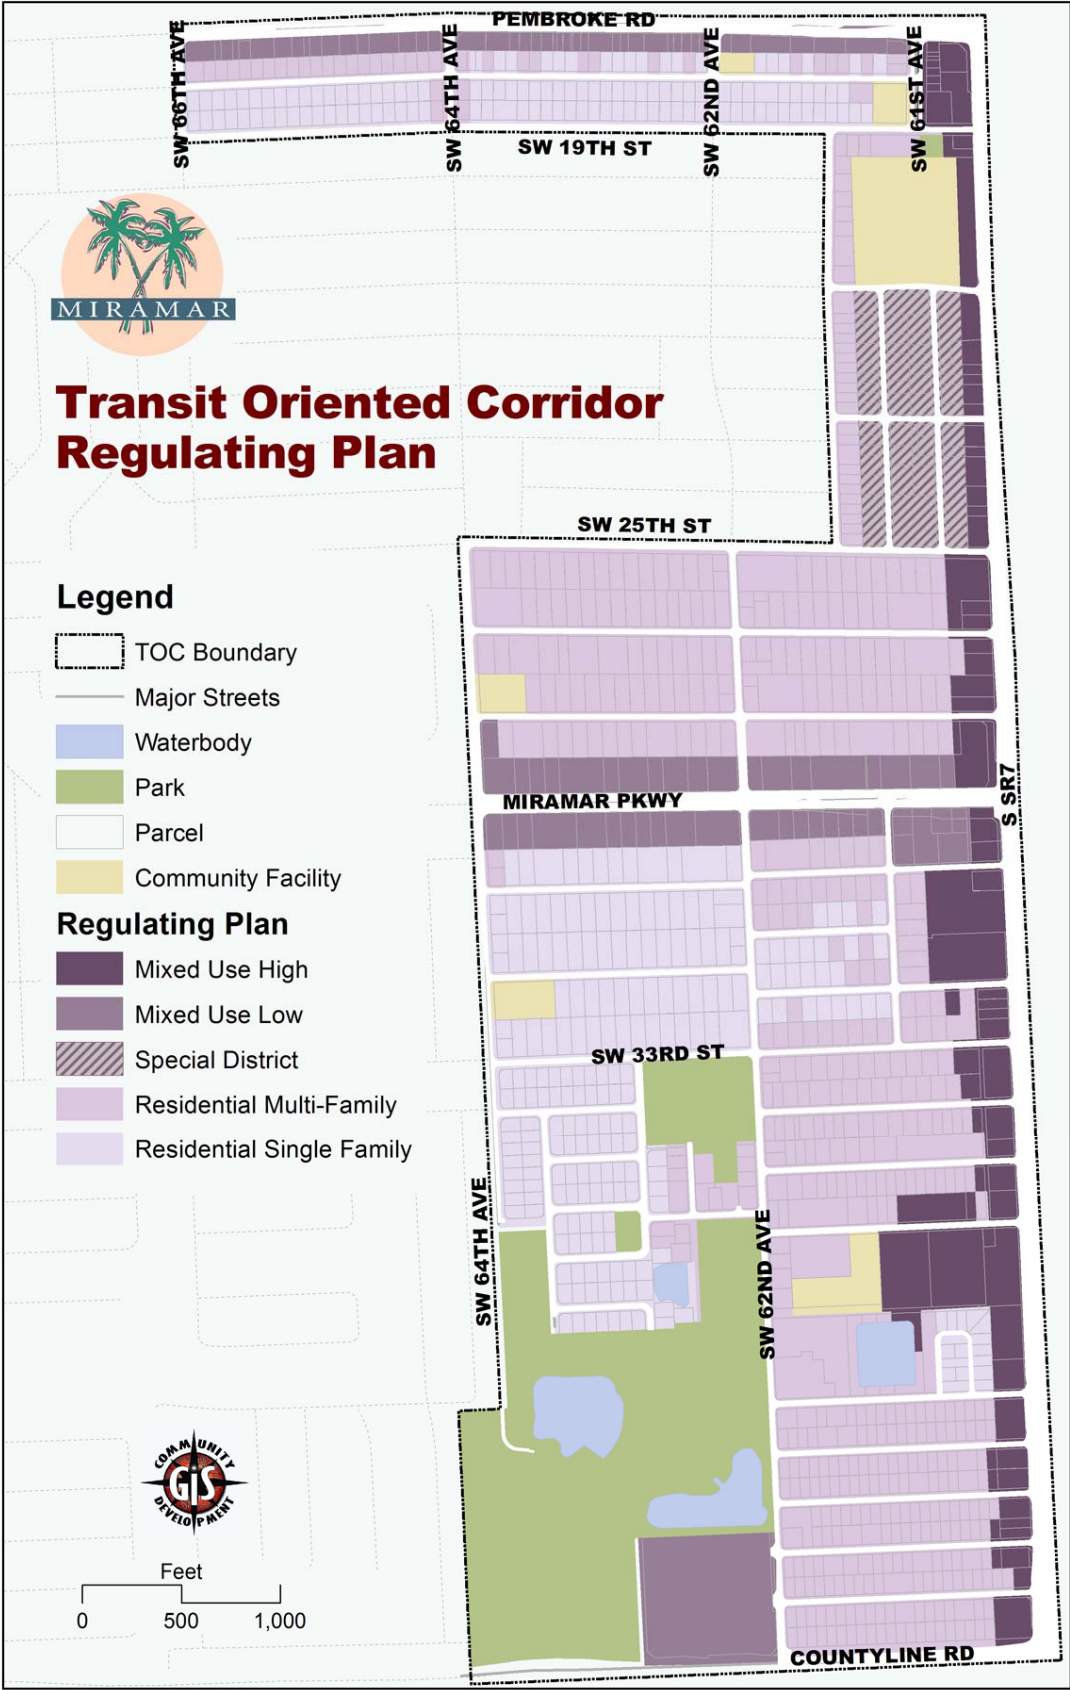 PEMBROKE RD
SW 66TH AVE
SW 64TH AVE
SW 62ND AVE
SW 61ST AVE
SW 19TH ST
MIRAMAR
Transit Oriented Corridor
Regulating Plan
SW 25TH ST
Legend
TOC Boundary
Major Streets
Waterbody
Park
Parcel
Community Facility
Regulating Plan
Mixed Use High
Mixed Use Low
Special District
Residential Multi-Family
Residential Single Family
MIRAMAR PKWY
S SR7
SW 33RD ST
SW 64TH AVE
SW 62ND AVE
COMMUNITY
GIS
DEVELOPMENT
Feet
0 500 1,000
COUNTYLINE RD